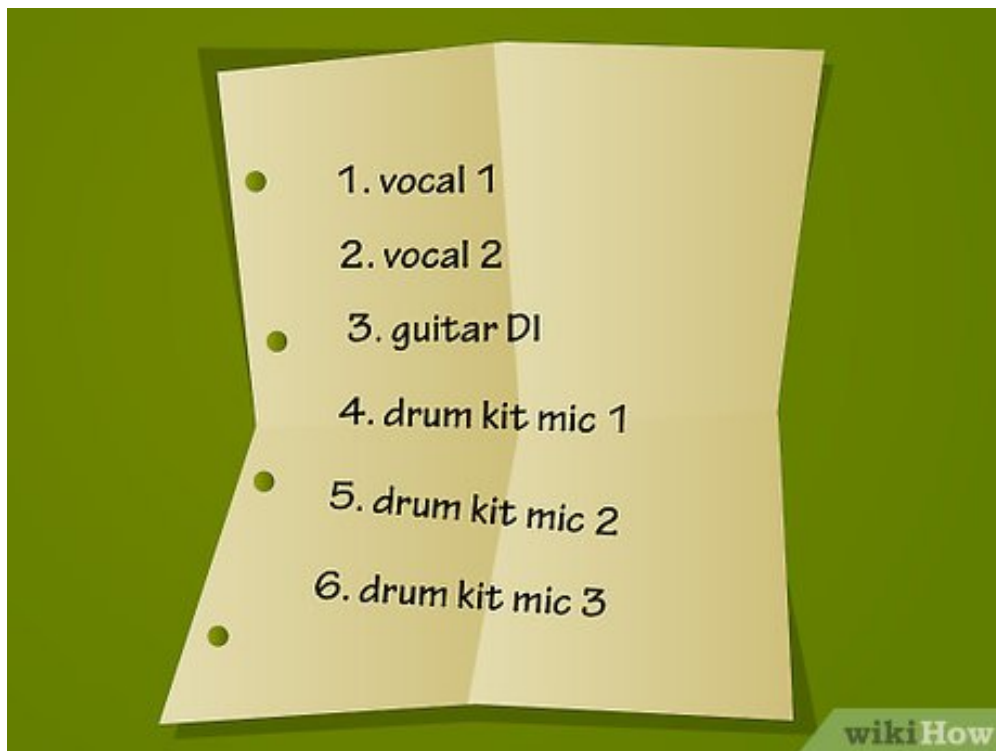 1. vocal 1
2. vocal 2
3. guitar DI
4. drum kit mic 1
5. drum kit mic 2
6. drum kit mic 3
wikiHow